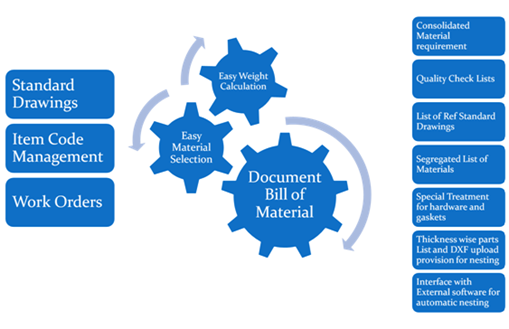 Standard
Drawings
Item Code
Management
Work Orders
Easy Weight
Calculation
Easy
Material
Selection
Document
Bill of
Material
Consolidated
Material
requirement
Quality Check Lists
List of Ref Standard
Drawings
Segregated List of
Materials
Special Treatment
for hardware and
gaskets
Thickness wise parts
List and DXF upload
provision for nesting
Interface with
External software for
automatic nesting